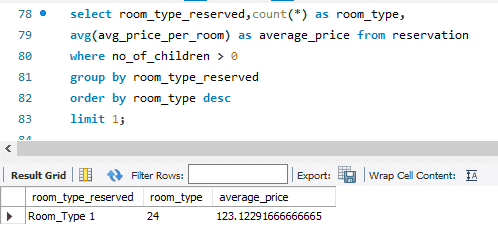 78 select room_type_reserved,count(*) as room_type,
79 avg(avg_price_per_room) as average_price from reservation
80 where no_of_children > 0
81 group by room_type_reserved
82 order by room_type desc
83 limit 1;
84
Result Grid Filter Rows: Export: Wrap Cell Content: IA
room_type_reserved room_type average_price
Room_Type 1 24 123.12291666666665